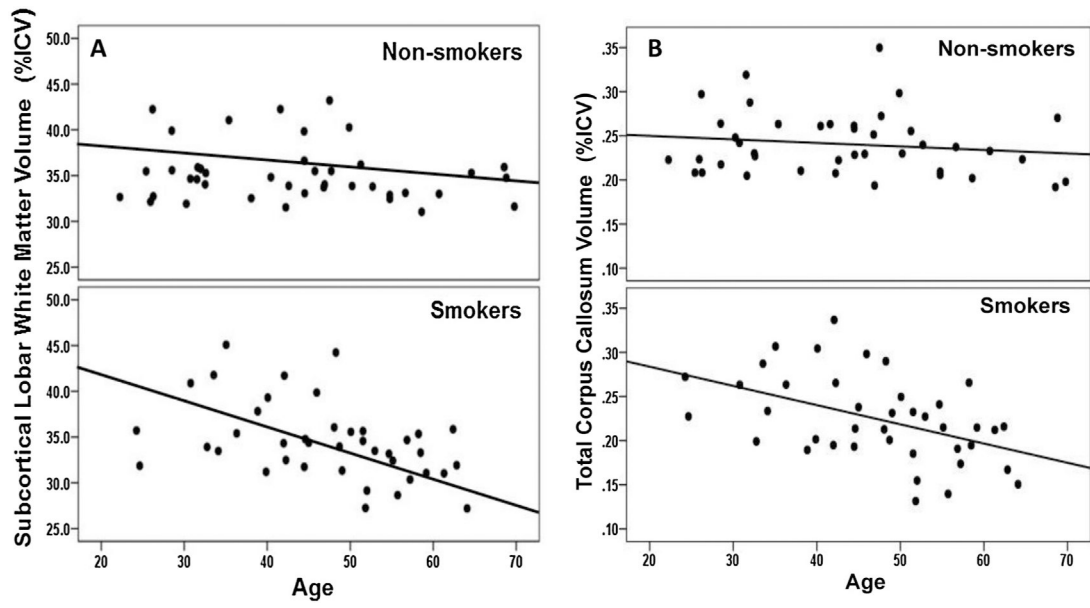 A
Non-smokers
Subcortical Lobar White Matter Volume (%ICV)
50.0
45.0
40.0
35.0
30.0
25.0
Smokers
50.0
45.0
40.0
35.0
30.0
25.0
20 30 40 50 60 70
Age
B
Non-smokers
Total Corpus Callosum Volume (%ICV)
.35
.30
.25
.20
.15
.10
Smokers
.35
.30
.25
.20
.15
.10
20 30 40 50 60 70
Age